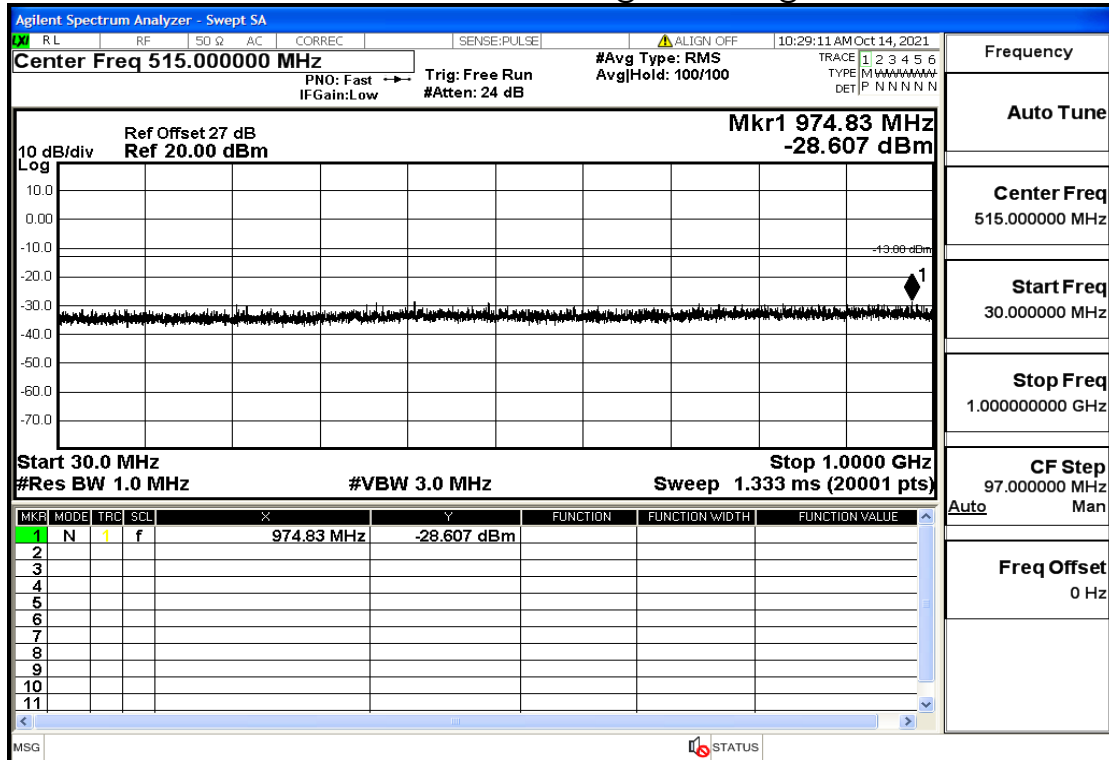 Agilent Spectrum Analyzer - Swept SA
LXI RL RF 50 Ω AC CORREC SENSE:PULSE ALIGN OFF 10:29:11 AM Oct 14, 2021
Center Freq 515.000000 MHz
PNO: Fast
IFGain:Low
Trig: Free Run
#Atten: 24 dB
#Avg Type: RMS
Avg|Hold: 100/100
TRACE 1 2 3 4 5 6
TYPE M WWWWW
DET P N N N N N
Mkr1 974.83 MHz
-28.607 dBm
Ref Offset 27 dB
10 dB/div Ref 20.00 dBm
Log
10.0
0.00
-10.0
-13.00 dBm
-20.0
1
-30.0
-40.0
-50.0
-60.0
-70.0
Start 30.0 MHz Stop 1.0000 GHz
#Res BW 1.0 MHz #VBW 3.0 MHz Sweep 1.333 ms (20001 pts)
MKR MODE TRC SCL X Y FUNCTION FUNCTION WIDTH FUNCTION VALUE
1 N 1 f 974.83 MHz -28.607 dBm
2
3
4
5
6
7
8
9
10
11
MSG STATUS
Frequency
Auto Tune
Center Freq
515.000000 MHz
Start Freq
30.000000 MHz
Stop Freq
1.000000000 GHz
CF Step
97.000000 MHz
Auto Man
Freq Offset
0 Hz